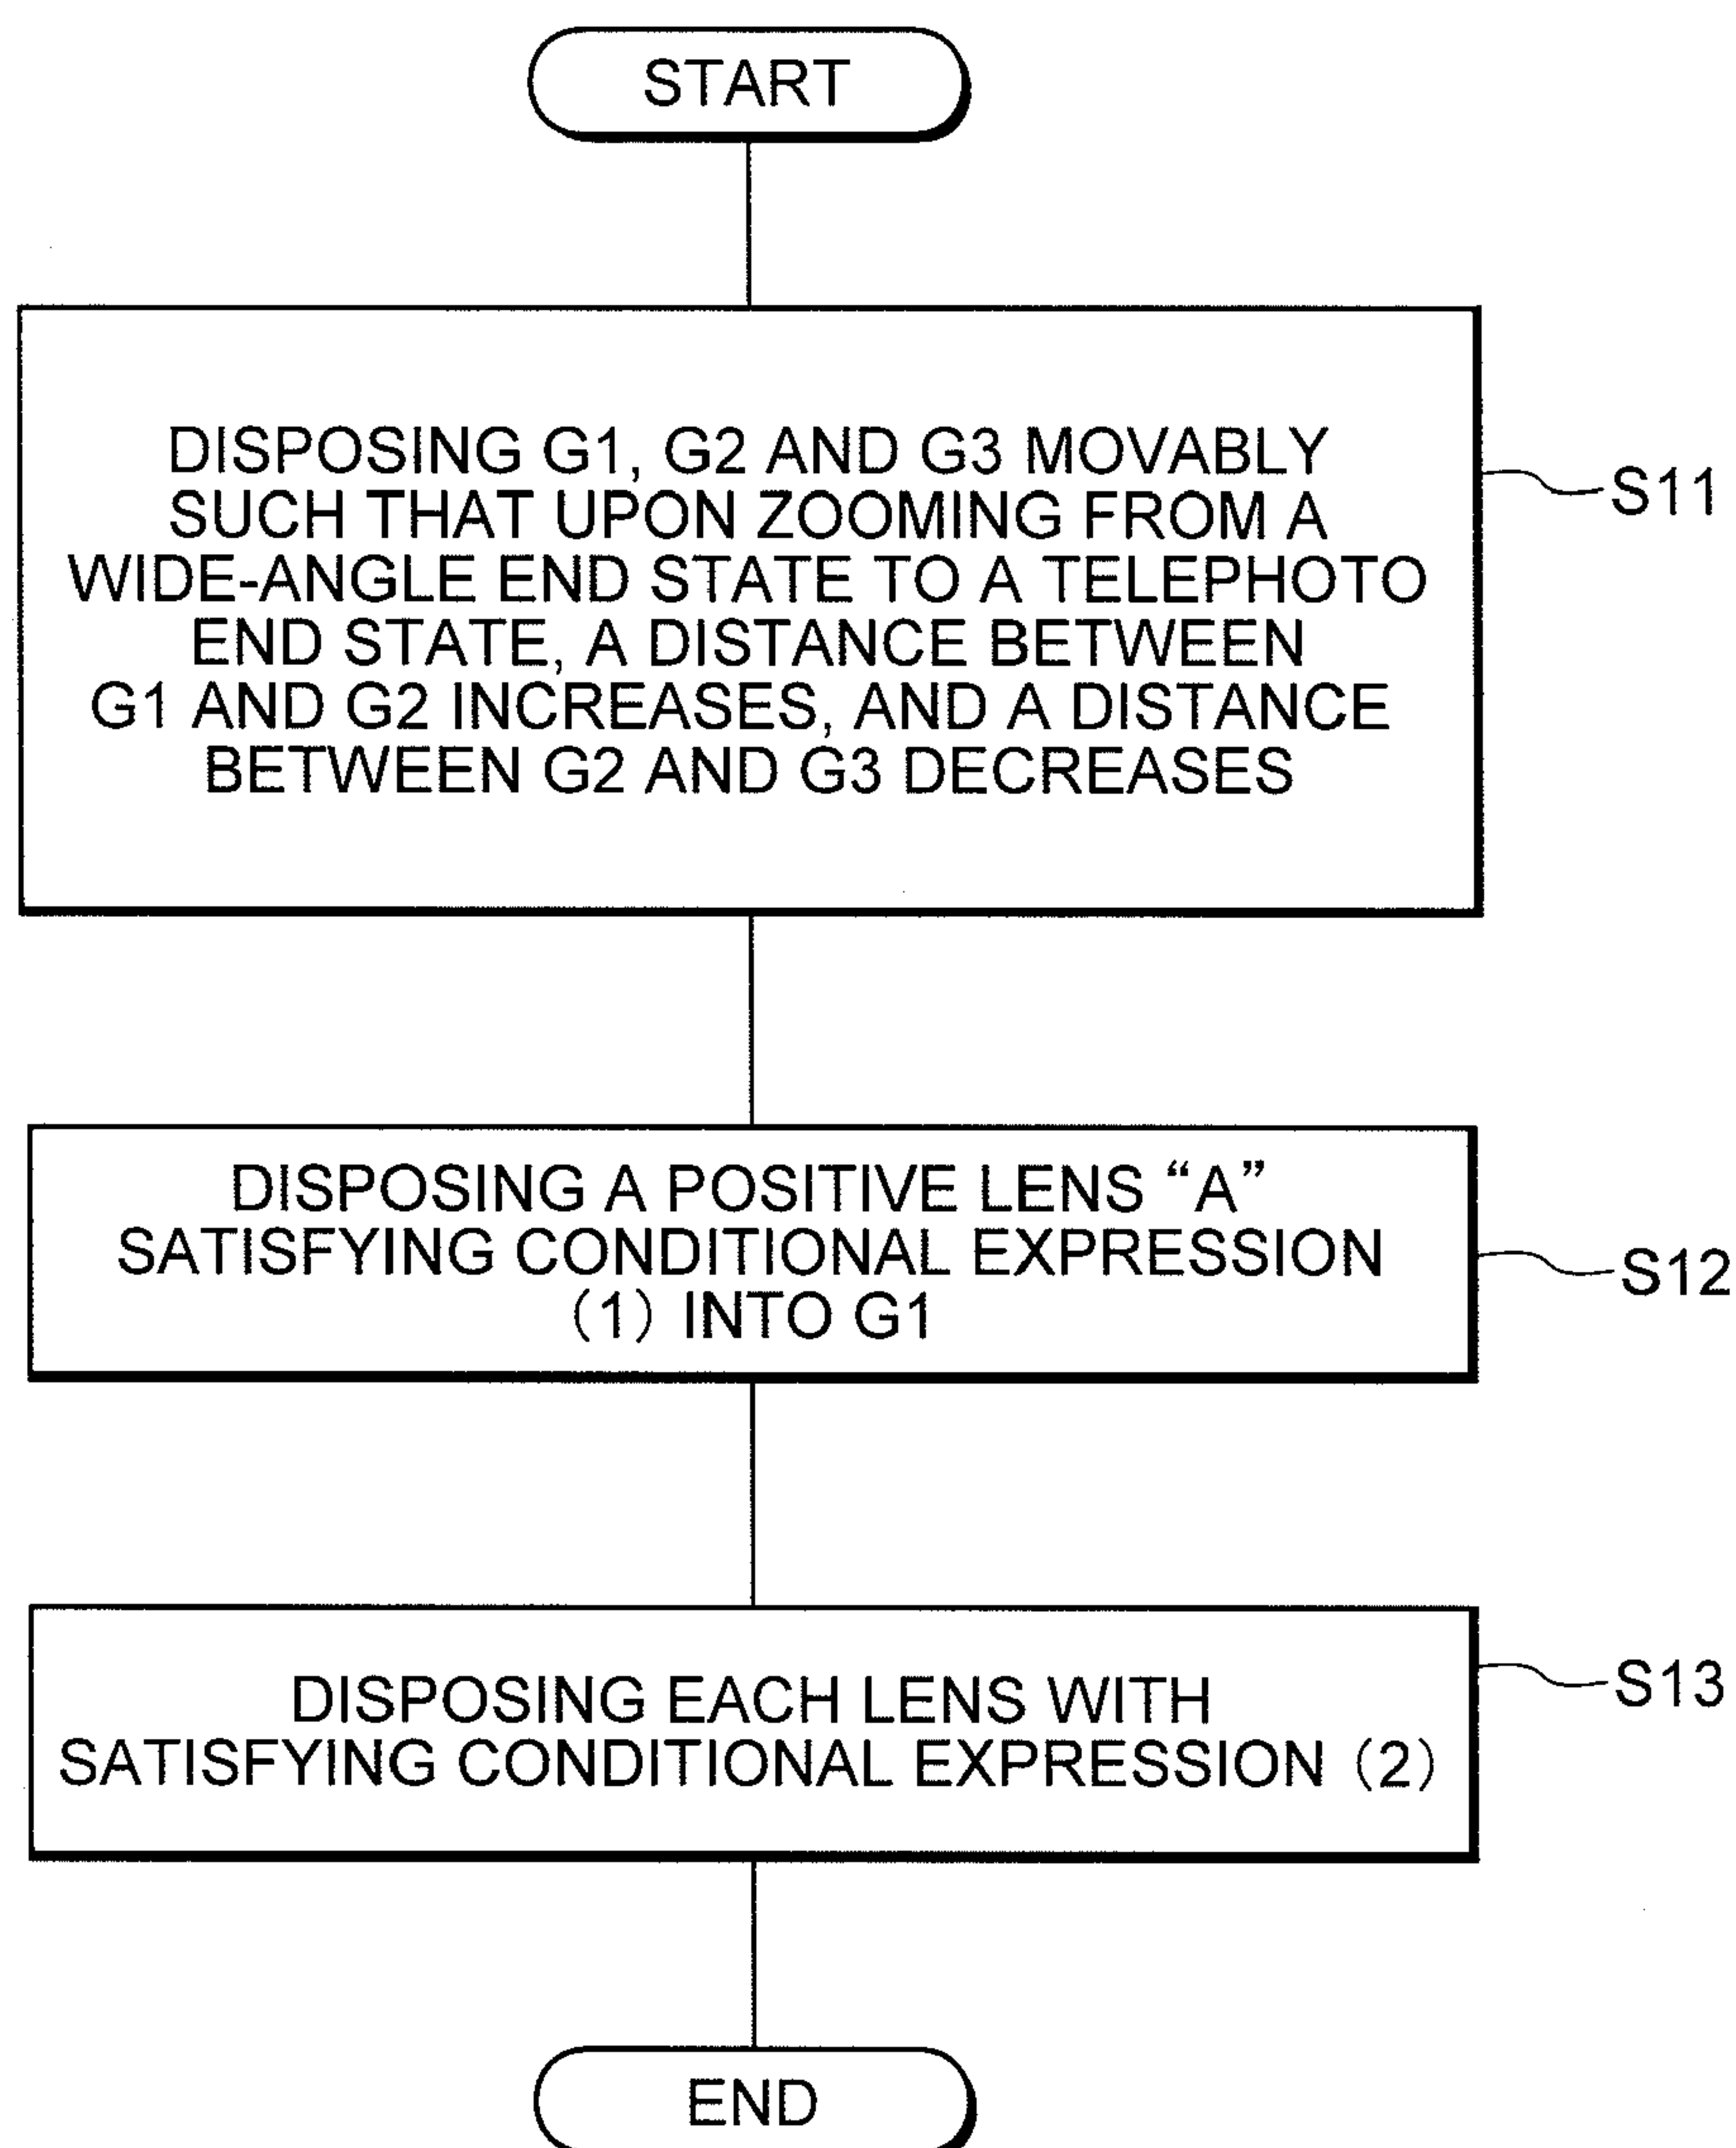 START
DISPOSING G1, G2 AND G3 MOVABLY
SUCH THAT UPON ZOOMING FROM A
WIDE-ANGLE END STATE TO A TELEPHOTO
END STATE, A DISTANCE BETWEEN
G1 AND G2 INCREASES, AND A DISTANCE
BETWEEN G2 AND G3 DECREASES
S11
DISPOSING A POSITIVE LENS “A”
SATISFYING CONDITIONAL EXPRESSION
(1) INTO G1
S12
DISPOSING EACH LENS WITH
SATISFYING CONDITIONAL EXPRESSION (2)
S13
END